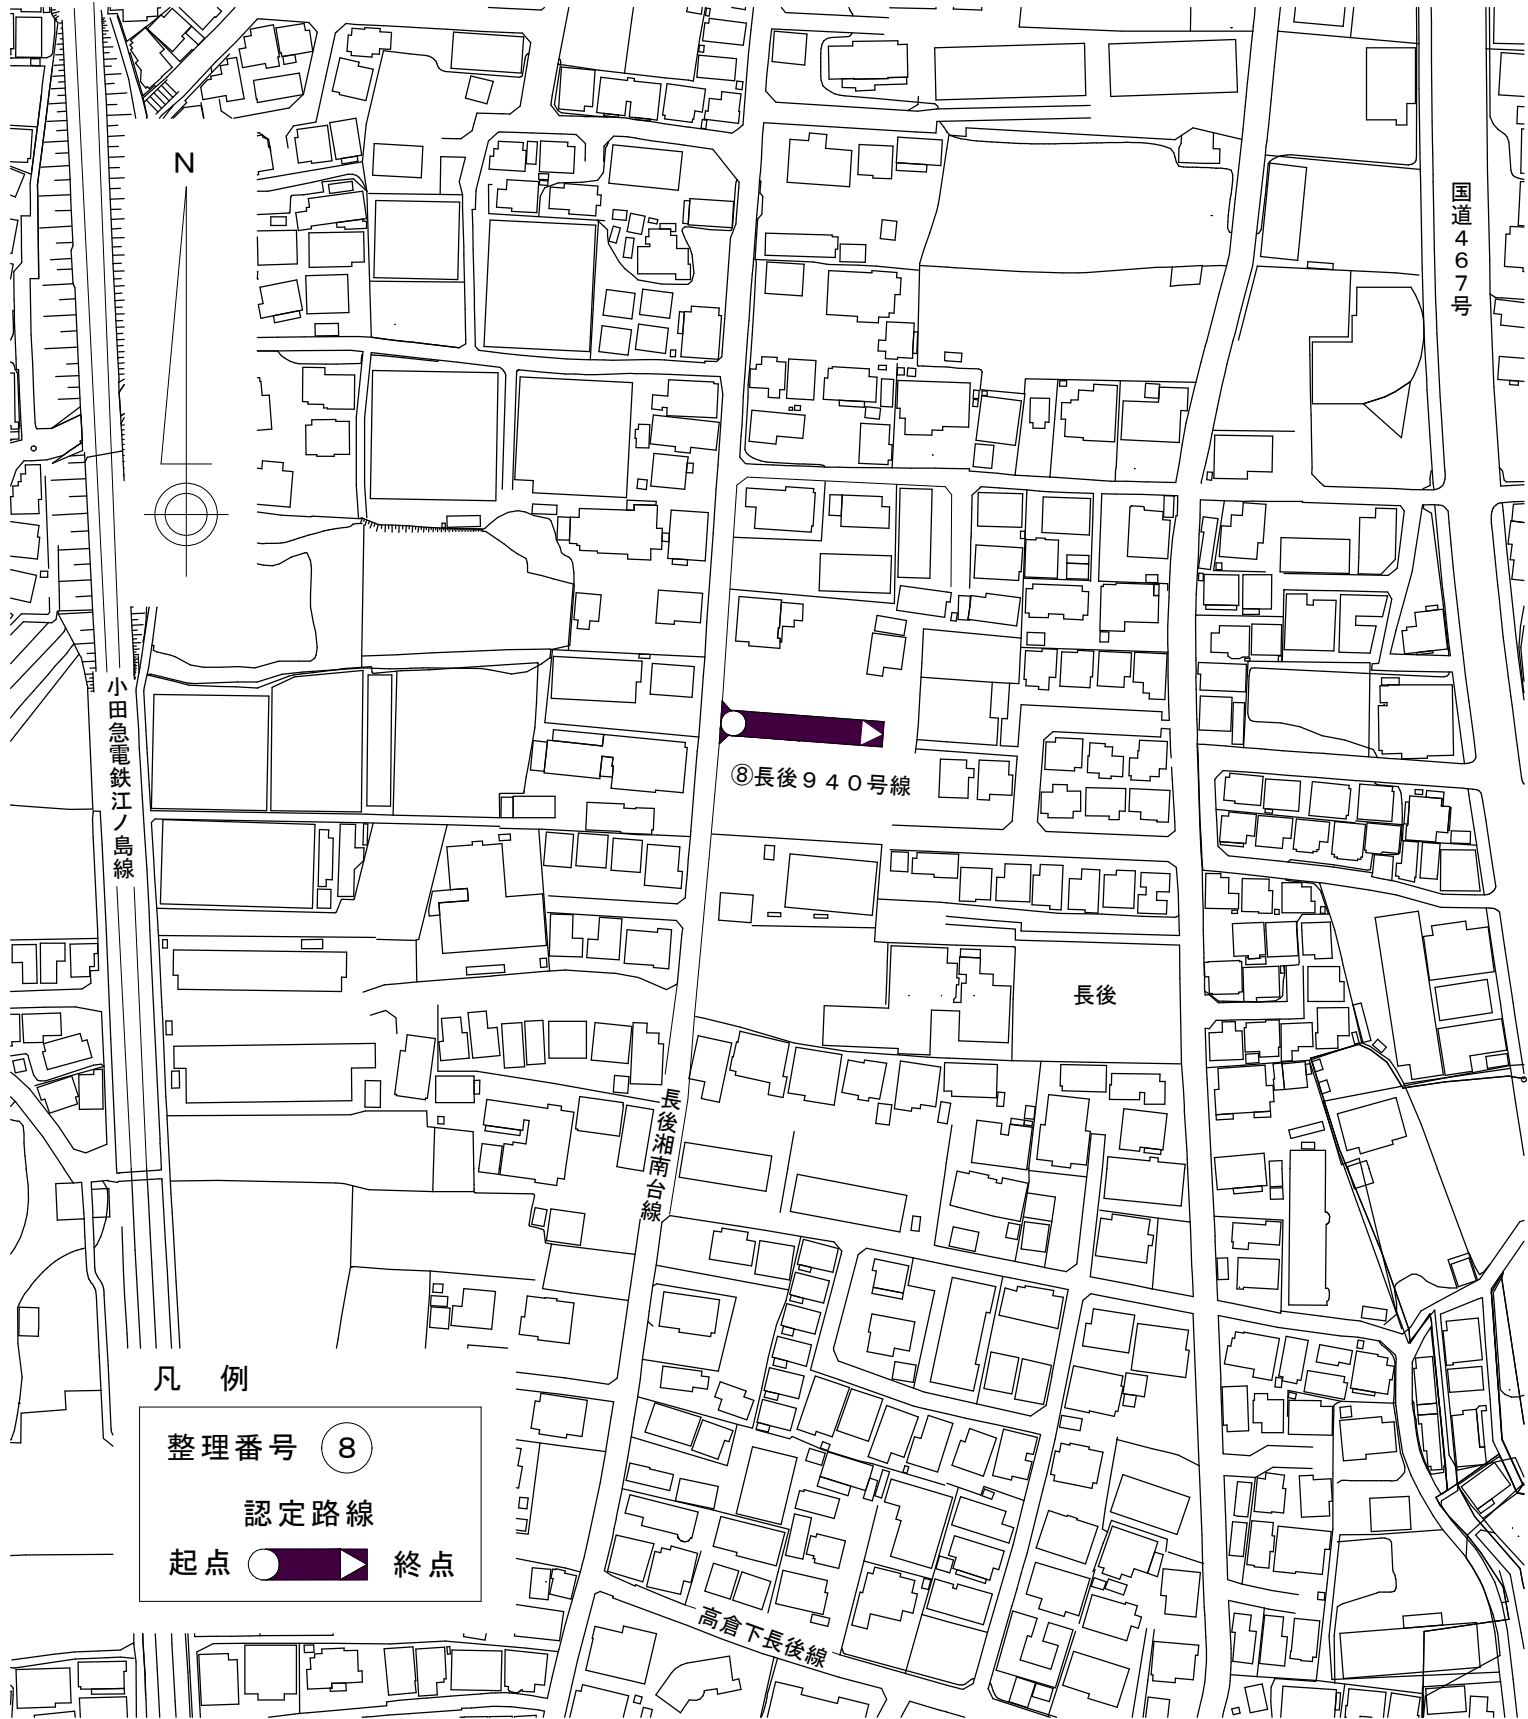 N
国道４６７号
小田急電鉄江ノ島線
⑧長後９４０号線
長後
長後湘南台線
凡　例
整理番号 ⑧
認定路線
起点 終点
高倉下長後線